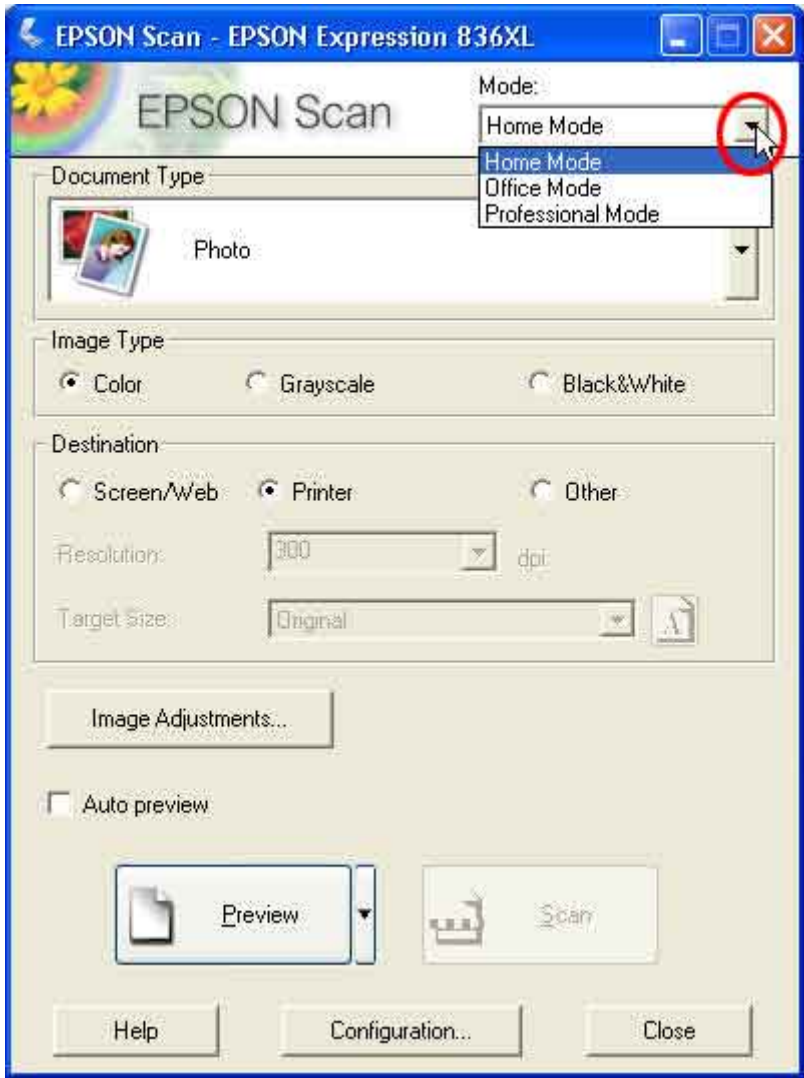 EPSON Scan - EPSON Expression 836XL
EPSON Scan
Mode:
Home Mode
Home Mode
Office Mode
Professional Mode
Document Type
Photo
Image Type
Color Grayscale Black&White
Destination
Screen/Web Printer Other
Resolution: 300 dpi
Target Size: Original
Image Adjustments...
Auto preview
Preview Scan
Help Configuration... Close